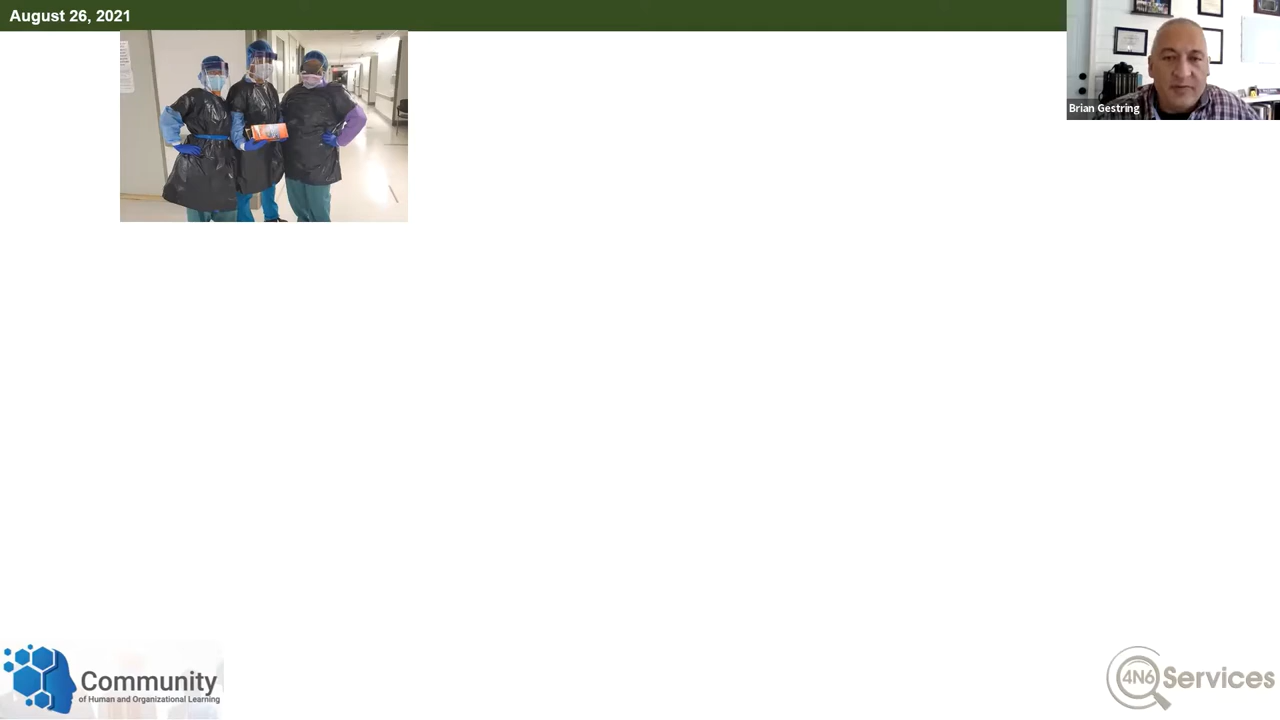 August 26, 2021
Brian Gestring
Community
of Human and Organizational Learning
4N6 Services